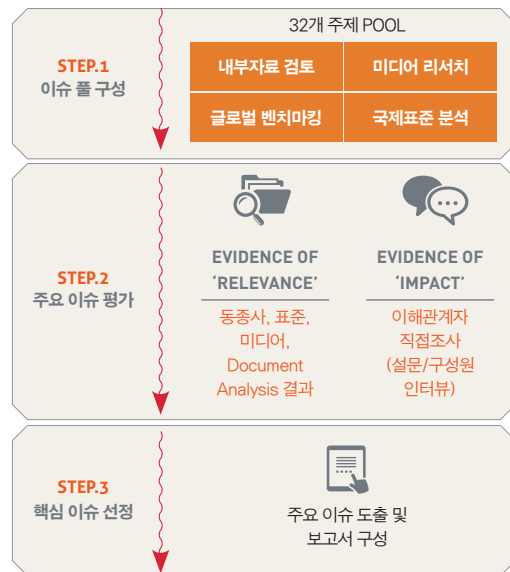 32개 주제 POOL
STEP.1
이슈 풀 구성
내부자료 검토
미디어 리서치
글로벌 벤치마킹
국제표준 분석
STEP.2
주요 이슈 평가
EVIDENCE OF
‘RELEVANCE’
동종사, 표준,
미디어,
Document
Analysis 결과
EVIDENCE OF
‘IMPACT’
이해관계자
직접조사
(설문/구성원
인터뷰)
STEP.3
핵심 이슈 선정
주요 이슈 도출 및
보고서 구성